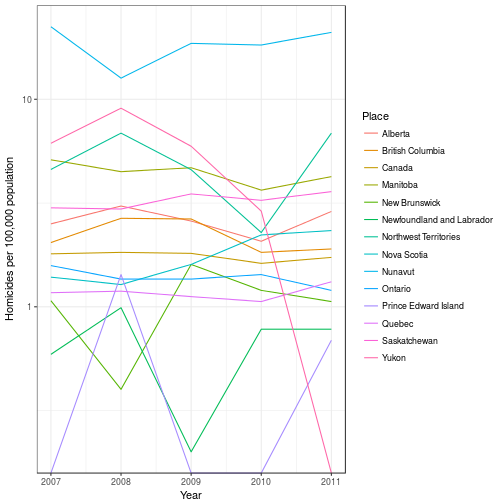 Homicides per 100,000 population
10
1
2007 2008 2009 2010 2011
Year
Place
Alberta
British Columbia
Canada
Manitoba
New Brunswick
Newfoundland and Labrador
Northwest Territories
Nova Scotia
Nunavut
Ontario
Prince Edward Island
Quebec
Saskatchewan
Yukon